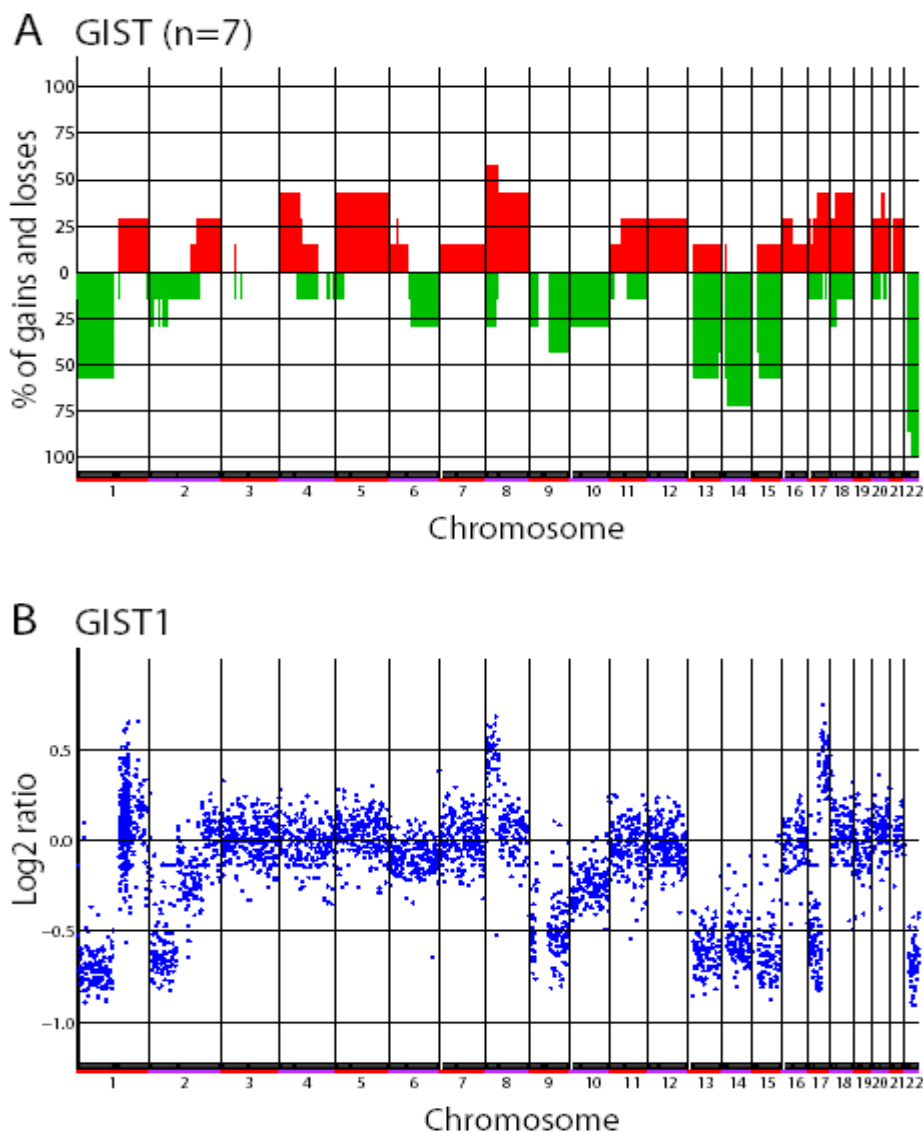 A GIST (n=7)
% of gains and losses
100
75
50
25
0
25
50
75
100
1 2 3 4 5 6 7 8 9 10 11 12 13 14 15 16 17 18 19 20 21 22
Chromosome
B GIST1
Log2 ratio
0.5
0.0
−0.5
−1.0
1 2 3 4 5 6 7 8 9 10 11 12 13 14 15 16 17 18 19 20 21 22
Chromosome